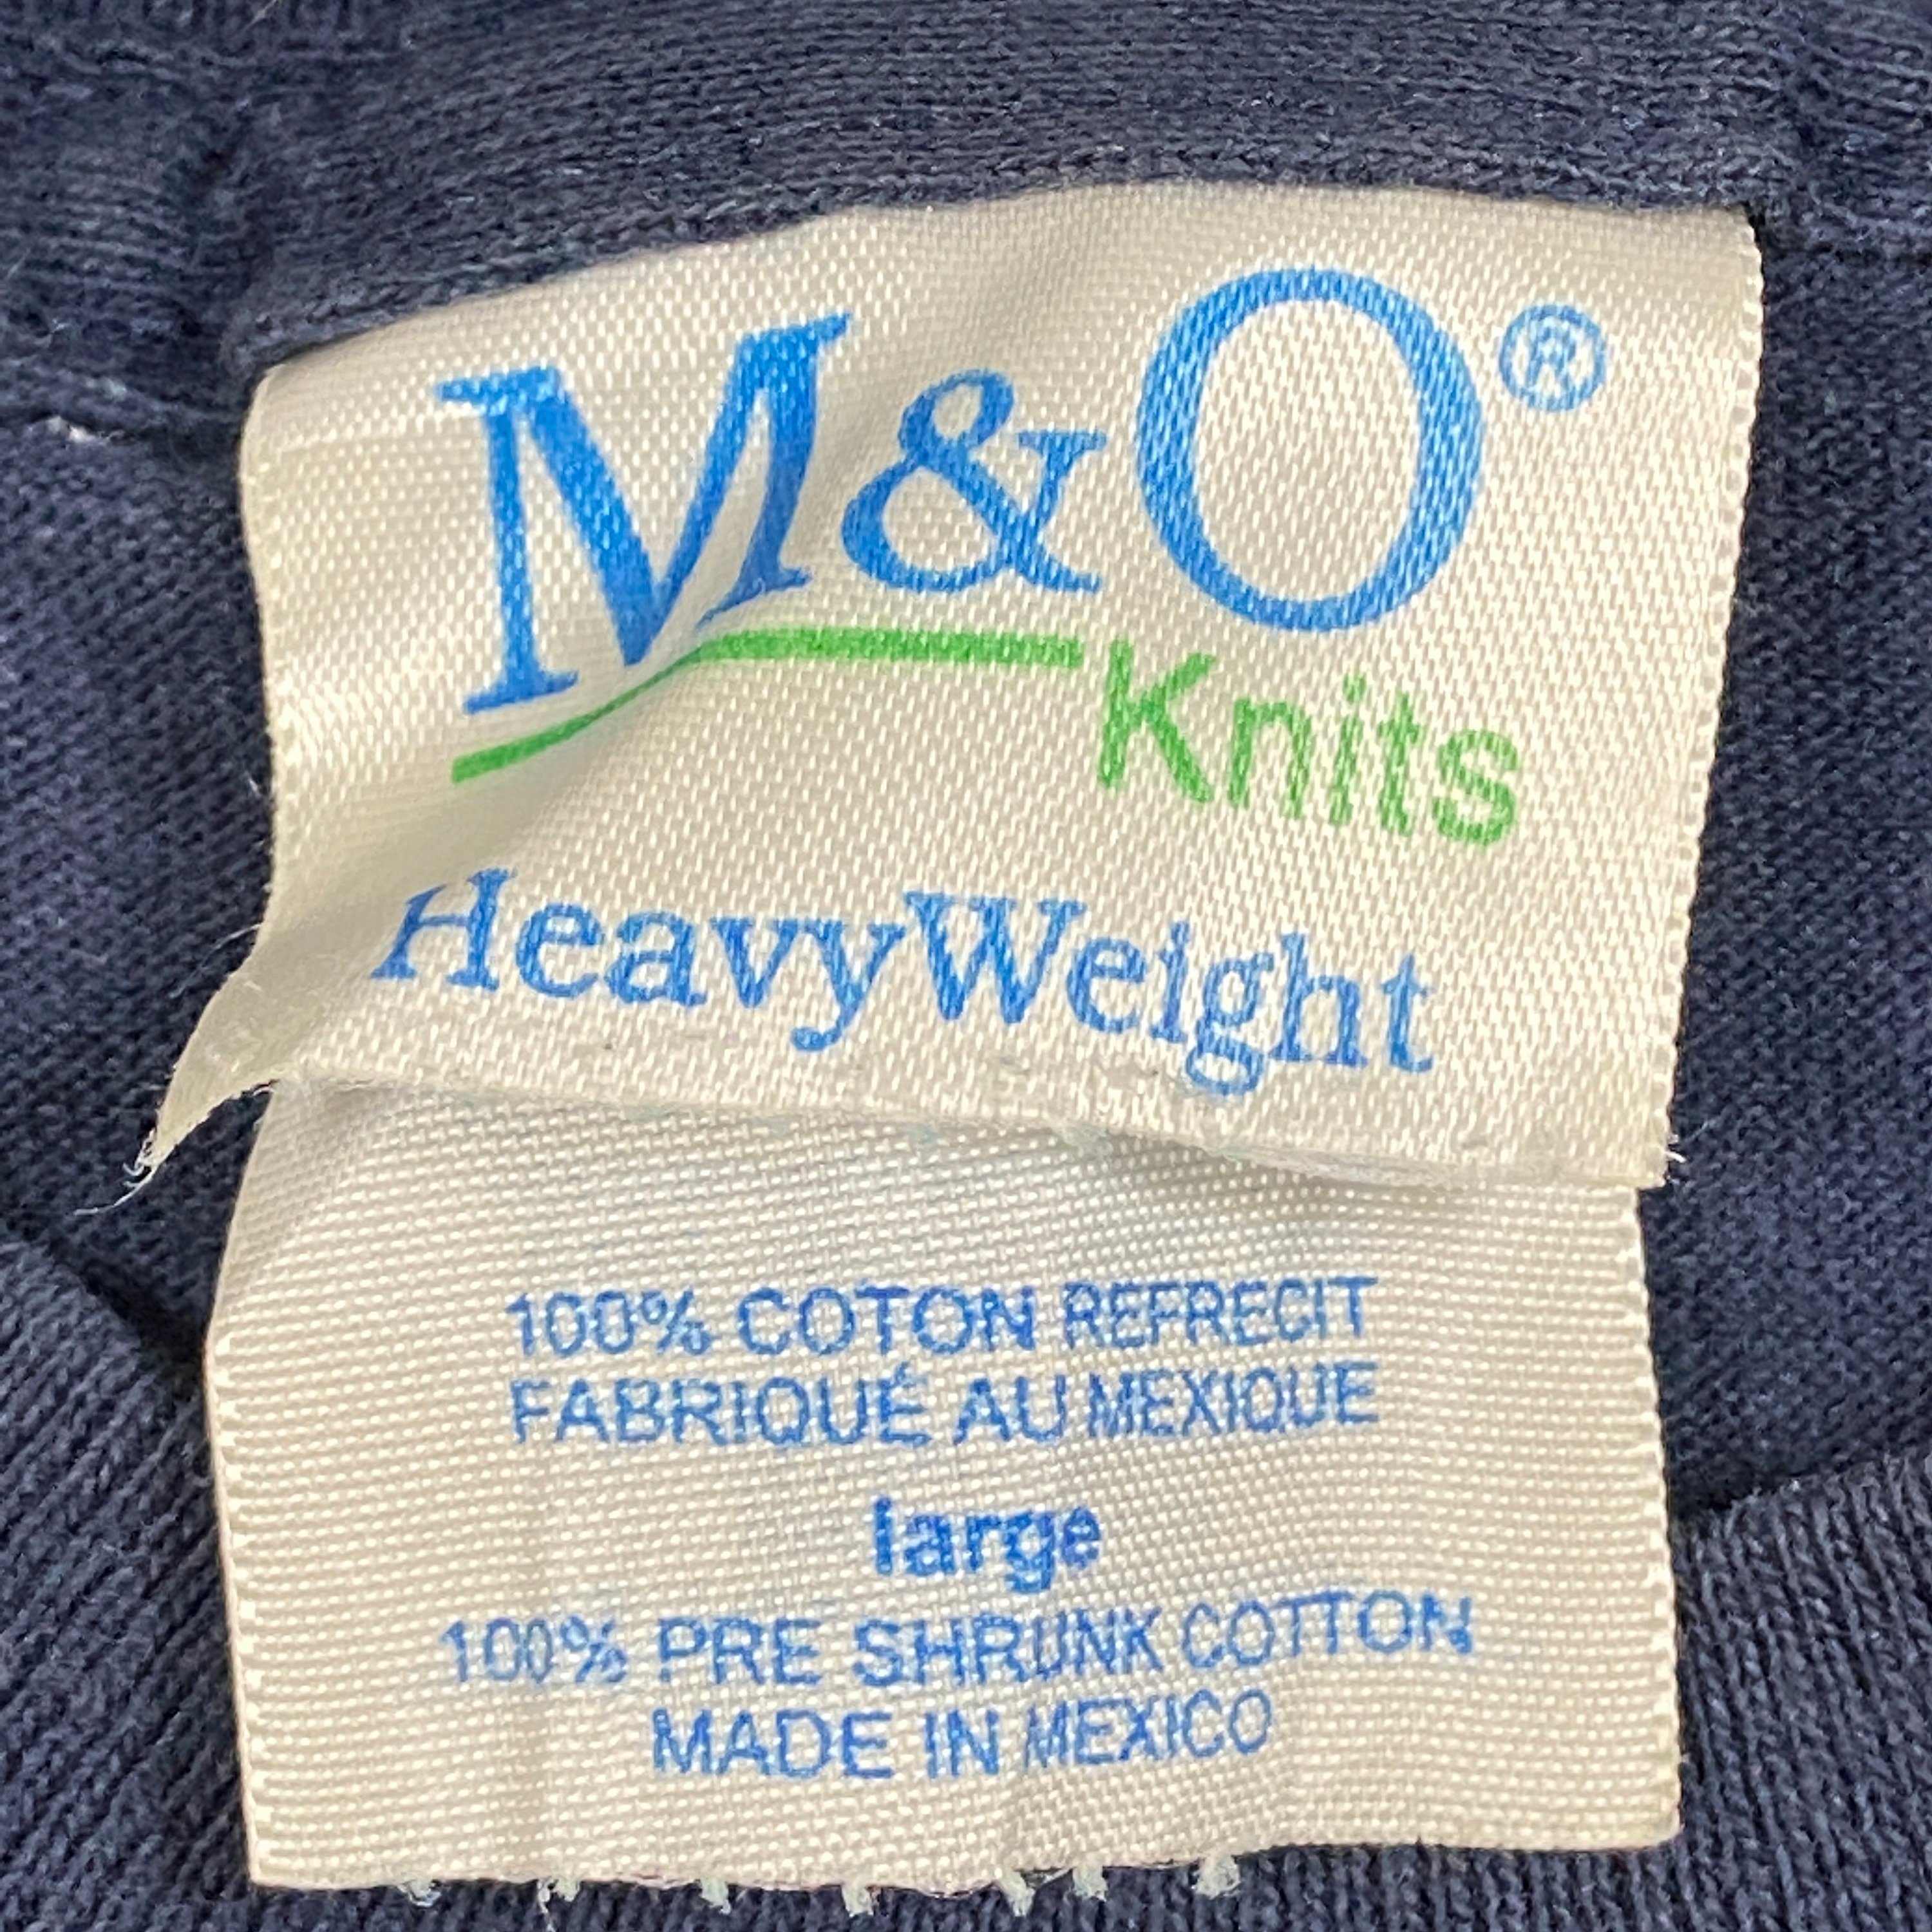 M&O®
Knits
HeavyWeight
100% COTON REFRECIT
FABRIQUÉ AU MEXIQUE
large
100% PRE SHRUNK COTTON
MADE IN MEXICO